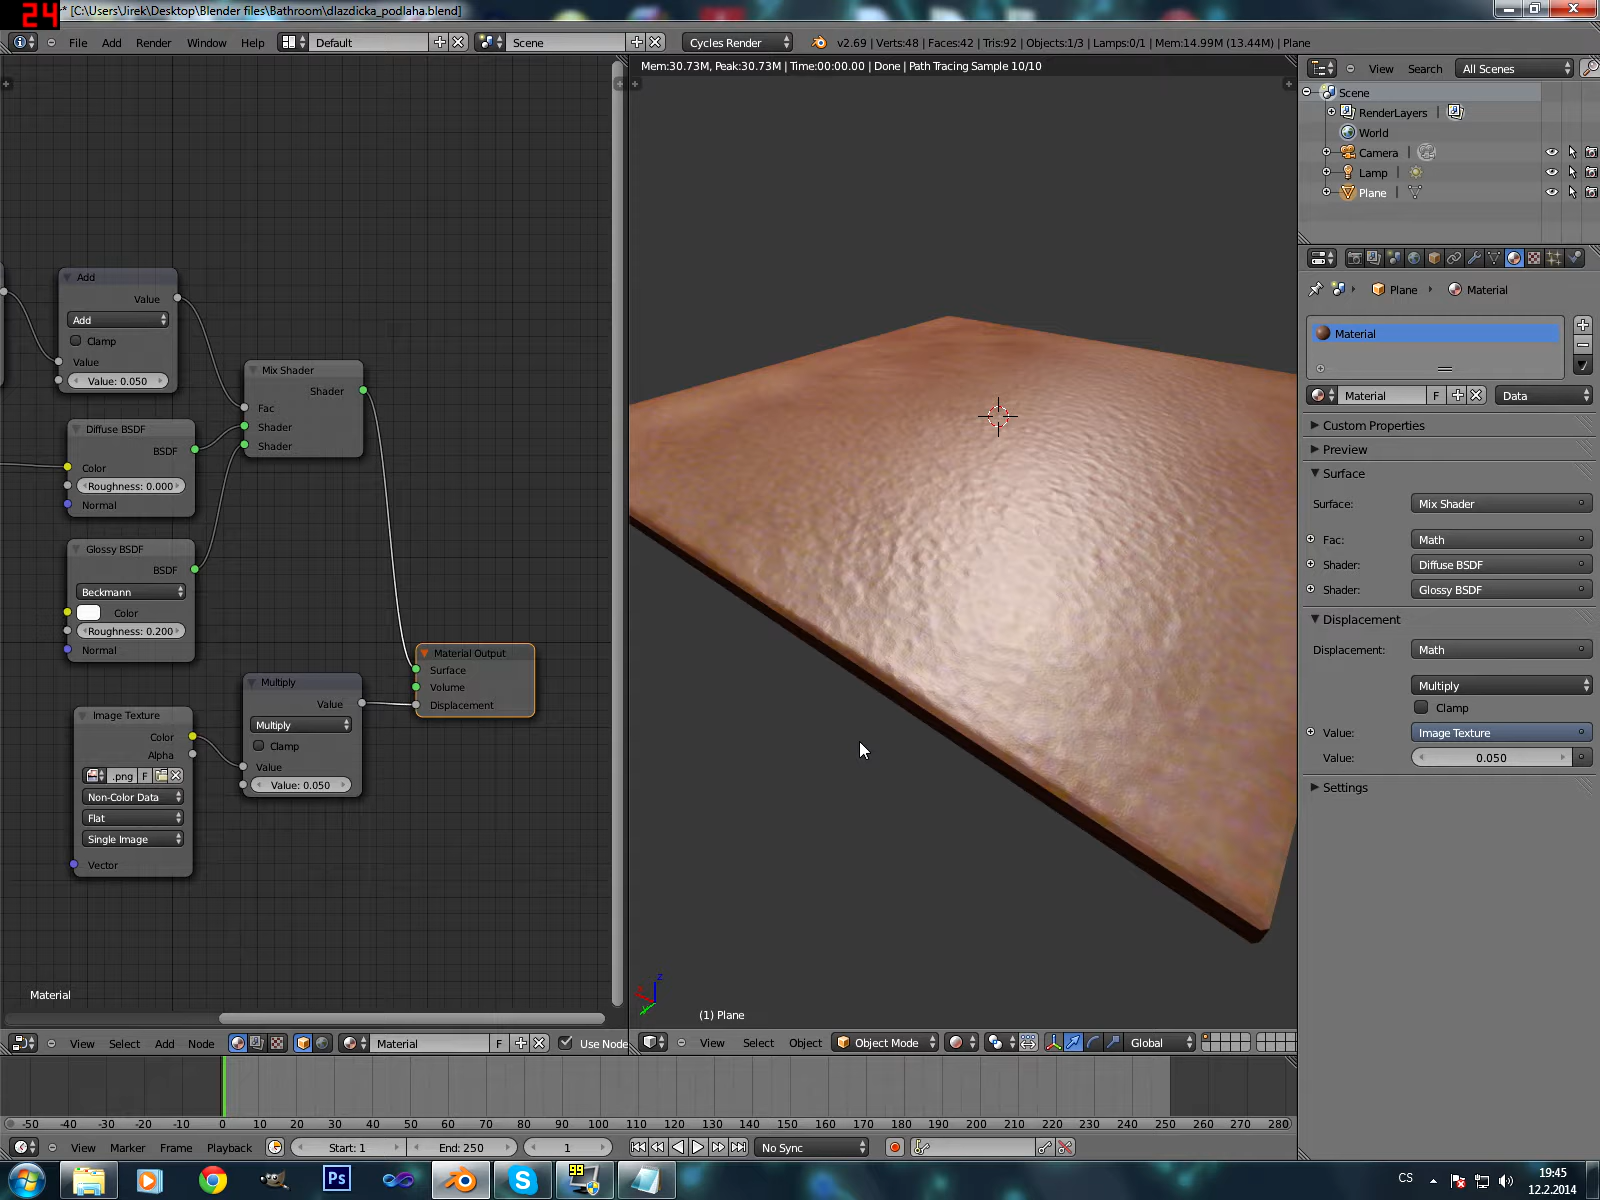 24
* [C:\Users\Jirek\Desktop\Blender files\Bathroom\dlazdicka_podlaha.blend]
File Add Render Window Help Default Scene Cycles Render v2.69 | Verts:48 | Faces:42 | Tris:92 | Objects:1/3 | Lamps:0/1 | Mem:14.99M (13.44M) | Plane
Mem:30.73M, Peak:30.73M | Time:00:00.00 | Done | Path Tracing Sample 10/10
View Search All Scenes
Scene
RenderLayers
World
Camera
Lamp
Plane
Plane Material
Material
Material F Data
Custom Properties
Preview
Surface
Surface: Mix Shader
Fac: Math
Shader: Diffuse BSDF
Shader: Glossy BSDF
Displacement
Displacement: Math
Multiply
Clamp
Value: Image Texture
Value: 0.050
Settings
Add
Value
Add
Clamp
Value
Value: 0.050
Mix Shader
Shader
Fac
Shader
Shader
Diffuse BSDF
BSDF
Color
Roughness: 0.000
Normal
Glossy BSDF
BSDF
Beckmann
Color
Roughness: 0.200
Normal
Material Output
Surface
Volume
Displacement
Multiply
Value
Multiply
Clamp
Value
Value: 0.050
Image Texture
Color
Alpha
.png F
Non-Color Data
Flat
Single Image
Vector
Material
z
(1) Plane
View Select Add Node Material F Use Node
View Select Object Object Mode Global
-50 -40 -30 -20 -10 0 10 20 30 40 50 60 70 80 90 100 110 120 130 140 150 160 170 180 190 200 210 220 230 240 250 260 270 280
View Marker Frame Playback Start: 1 End: 250 1 No Sync
Ps
S
99
CS
19:45
12.2.2014